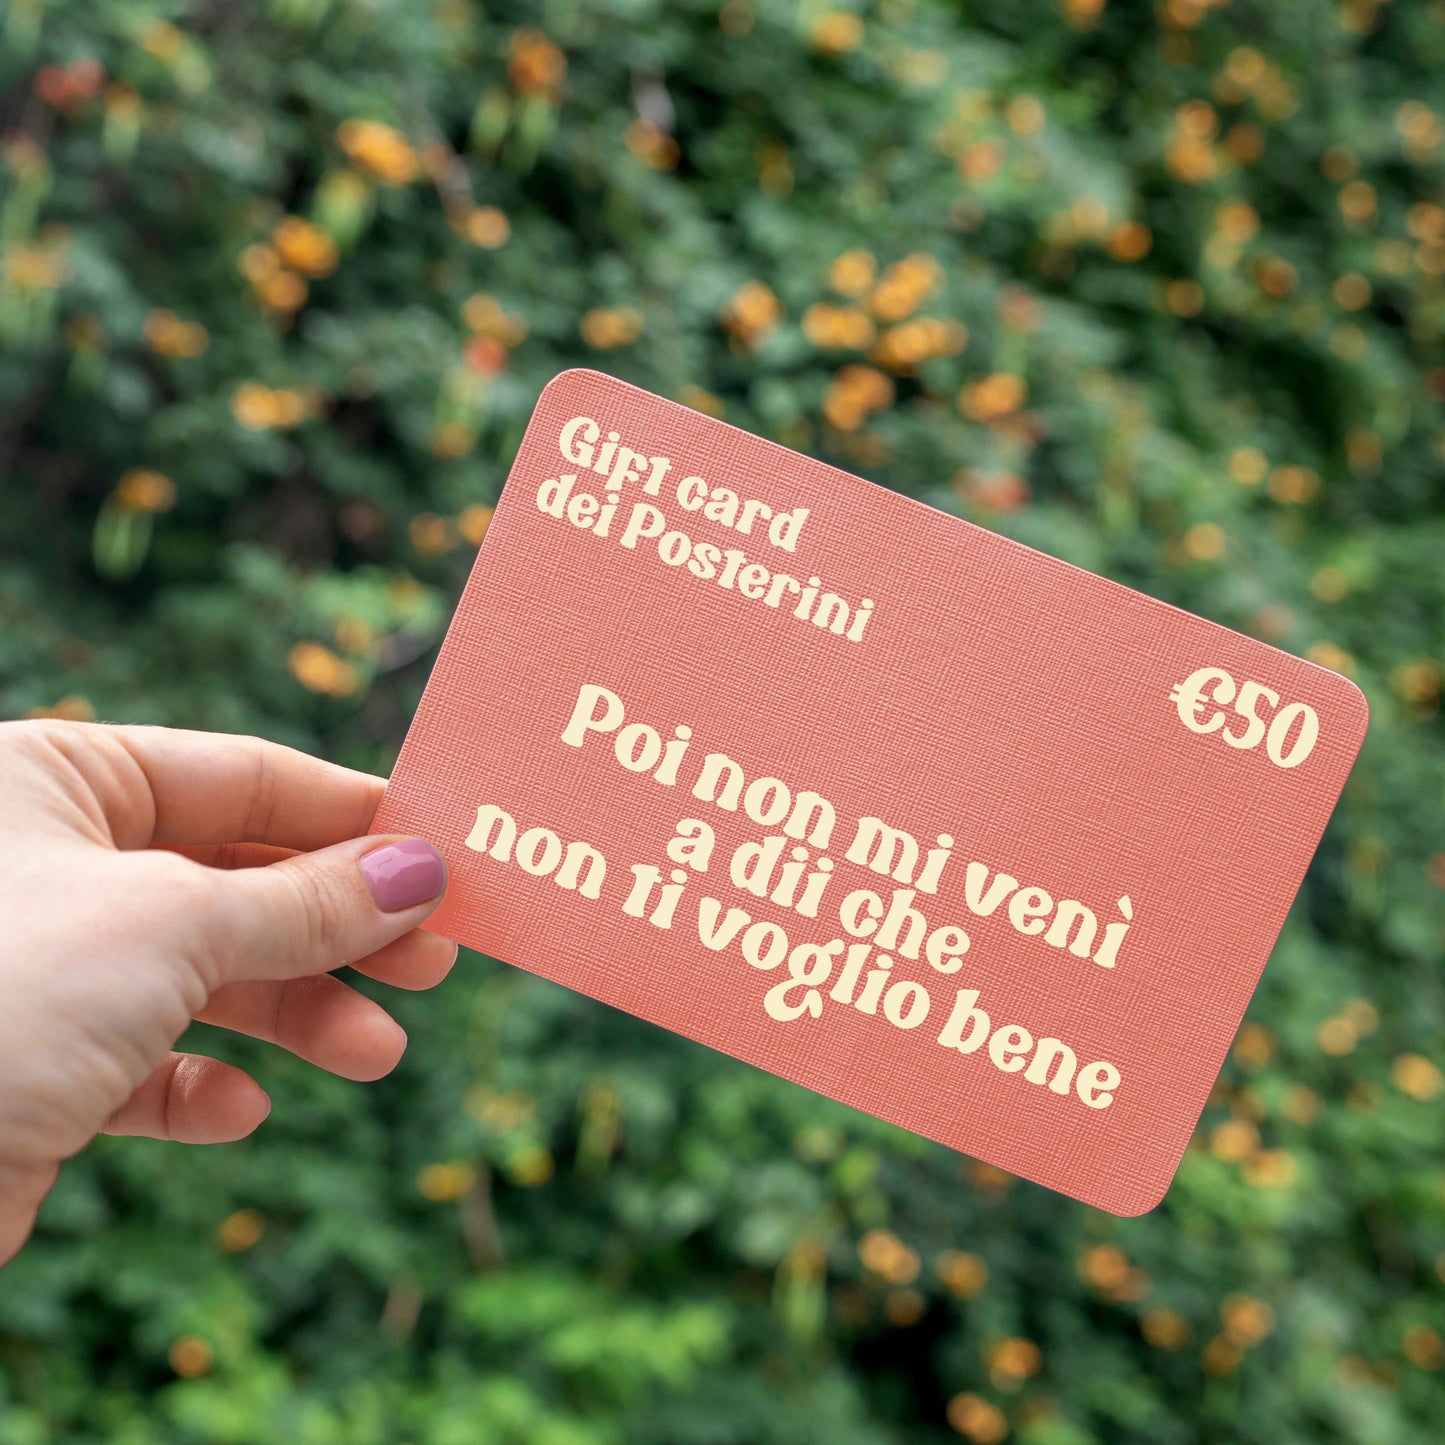 Gift card
dei Posterini
€50
Poi non mi venì
a dii che
non ti voglio bene